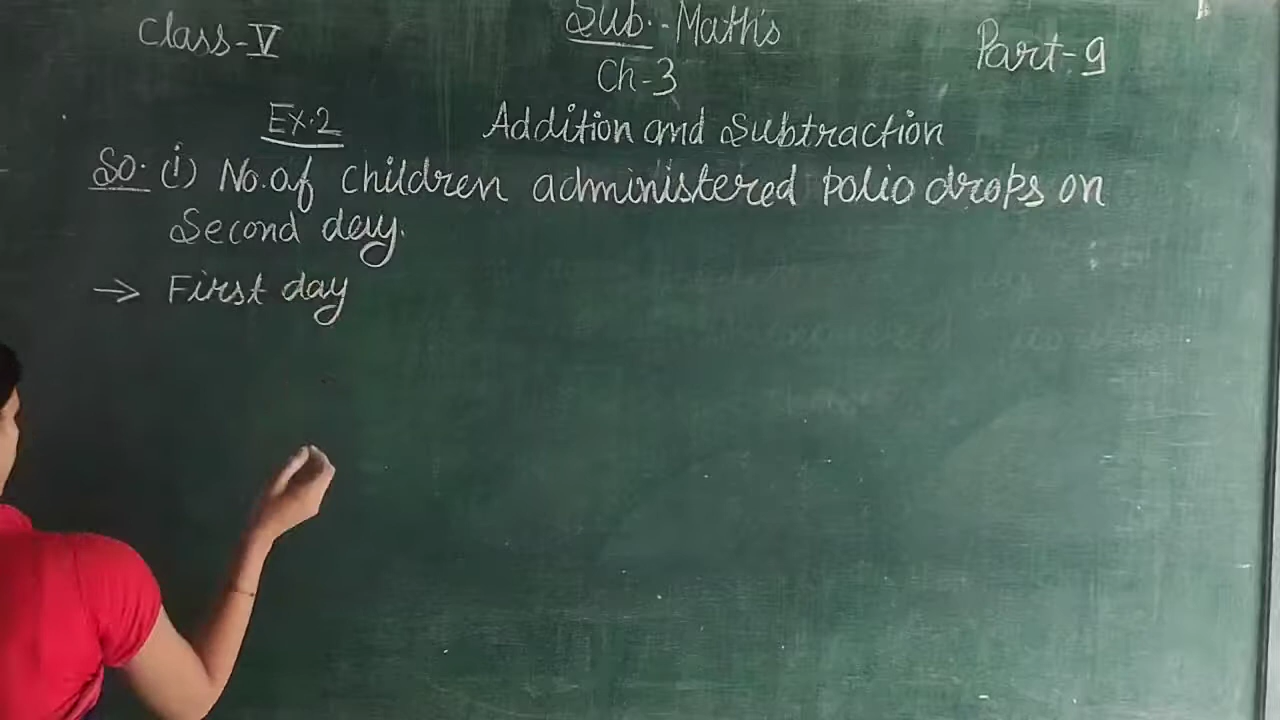 Class-V
Sub.-Maths
Part-9
Ch-3
Ex.2
Addition and Subtraction
So. (i) No. of children administered polio drops on
Second day.
→ First day